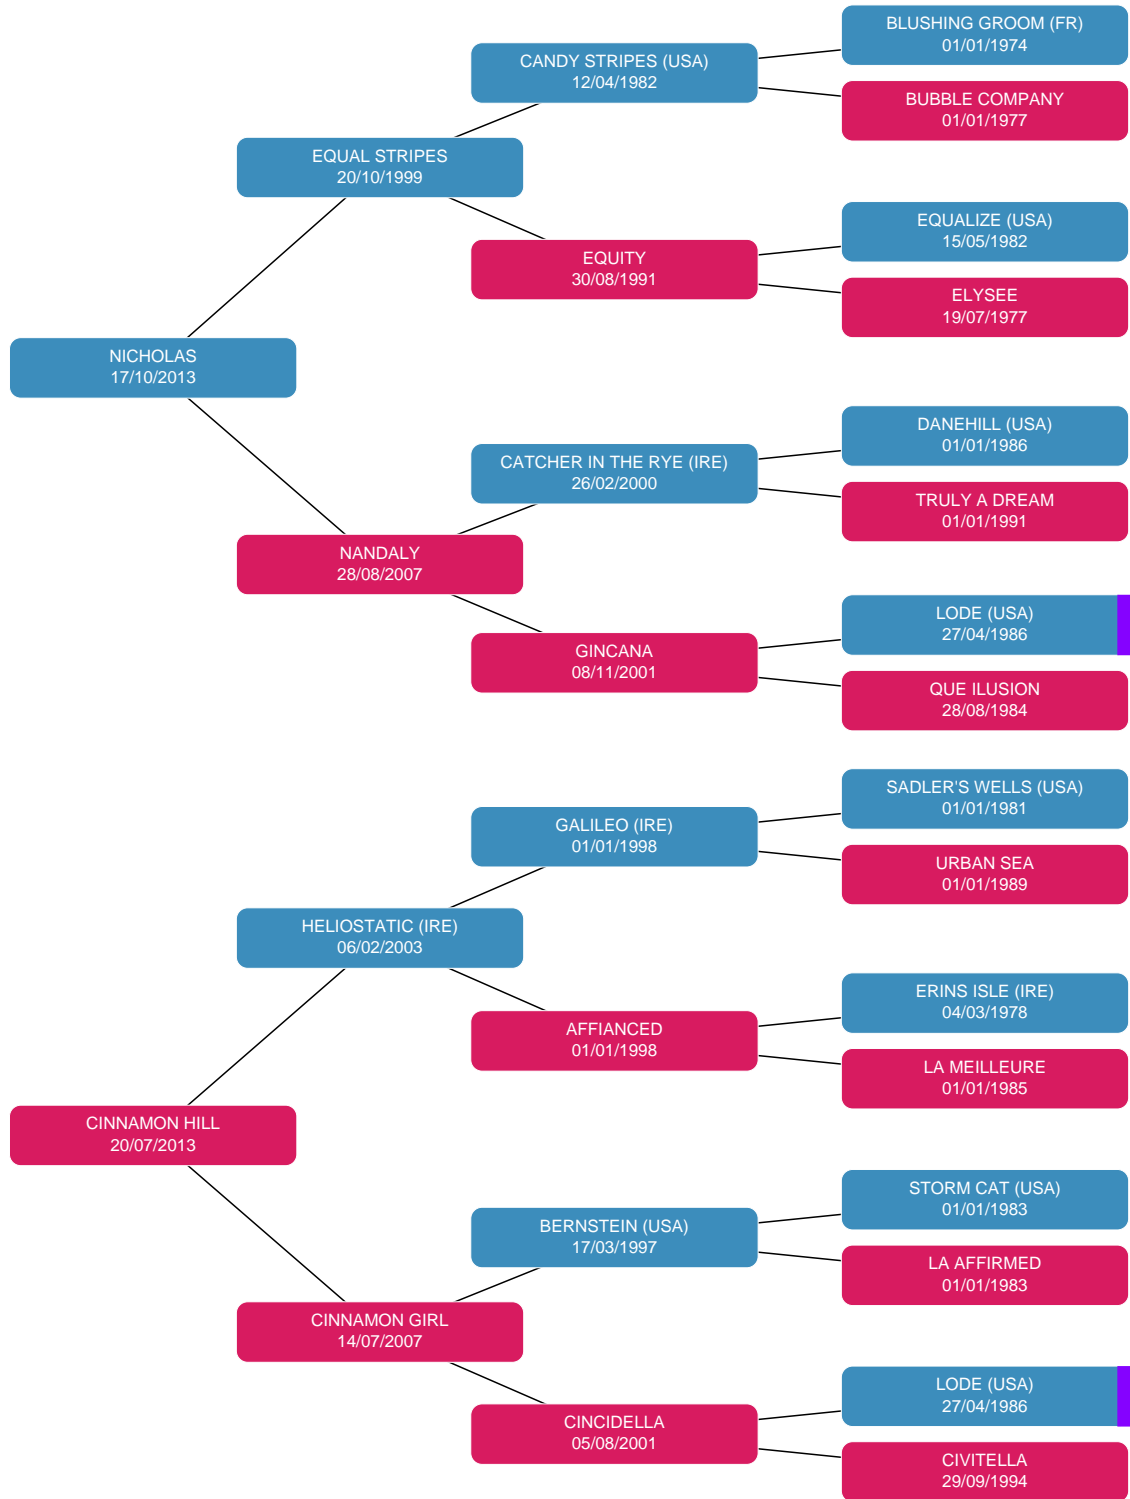 BLUSHING GROOM (FR)
01/01/1974
CANDY STRIPES (USA)
12/04/1982
BUBBLE COMPANY
01/01/1977
EQUAL STRIPES
20/10/1999
EQUALIZE (USA)
15/05/1982
EQUITY
30/08/1991
ELYSEE
19/07/1977
NICHOLAS
17/10/2013
DANEHILL (USA)
01/01/1986
CATCHER IN THE RYE (IRE)
26/02/2000
TRULY A DREAM
01/01/1991
NANDALY
28/08/2007
LODE (USA)
27/04/1986
GINCANA
08/11/2001
QUE ILUSION
28/08/1984
SADLER'S WELLS (USA)
01/01/1981
GALILEO (IRE)
01/01/1998
URBAN SEA
01/01/1989
HELIOSTATIC (IRE)
06/02/2003
ERINS ISLE (IRE)
04/03/1978
AFFIANCED
01/01/1998
LA MEILLEURE
01/01/1985
CINNAMON HILL
20/07/2013
STORM CAT (USA)
01/01/1983
BERNSTEIN (USA)
17/03/1997
LA AFFIRMED
01/01/1983
CINNAMON GIRL
14/07/2007
LODE (USA)
27/04/1986
CINCIDELLA
05/08/2001
CIVITELLA
29/09/1994